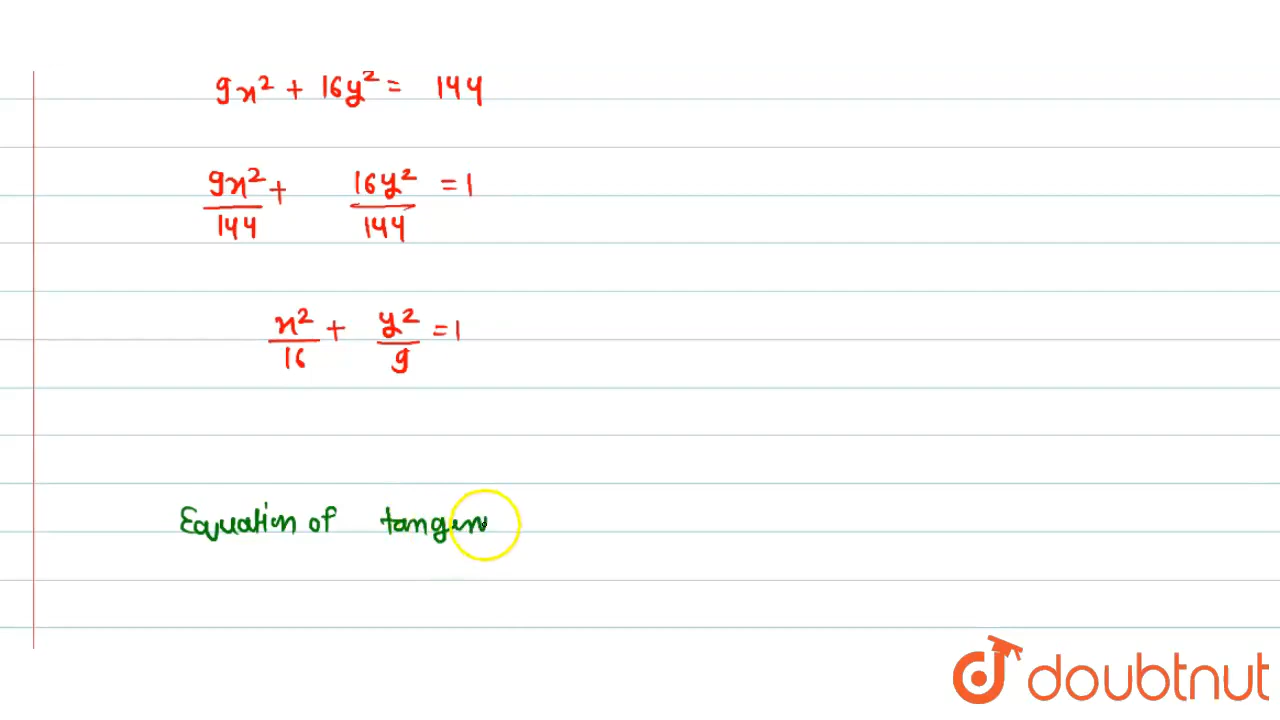 9x² + 16y² = 144
9x²/144 + 16y²/144 = 1
x²/16 + y²/9 = 1
Equation of tangen
doubtnut